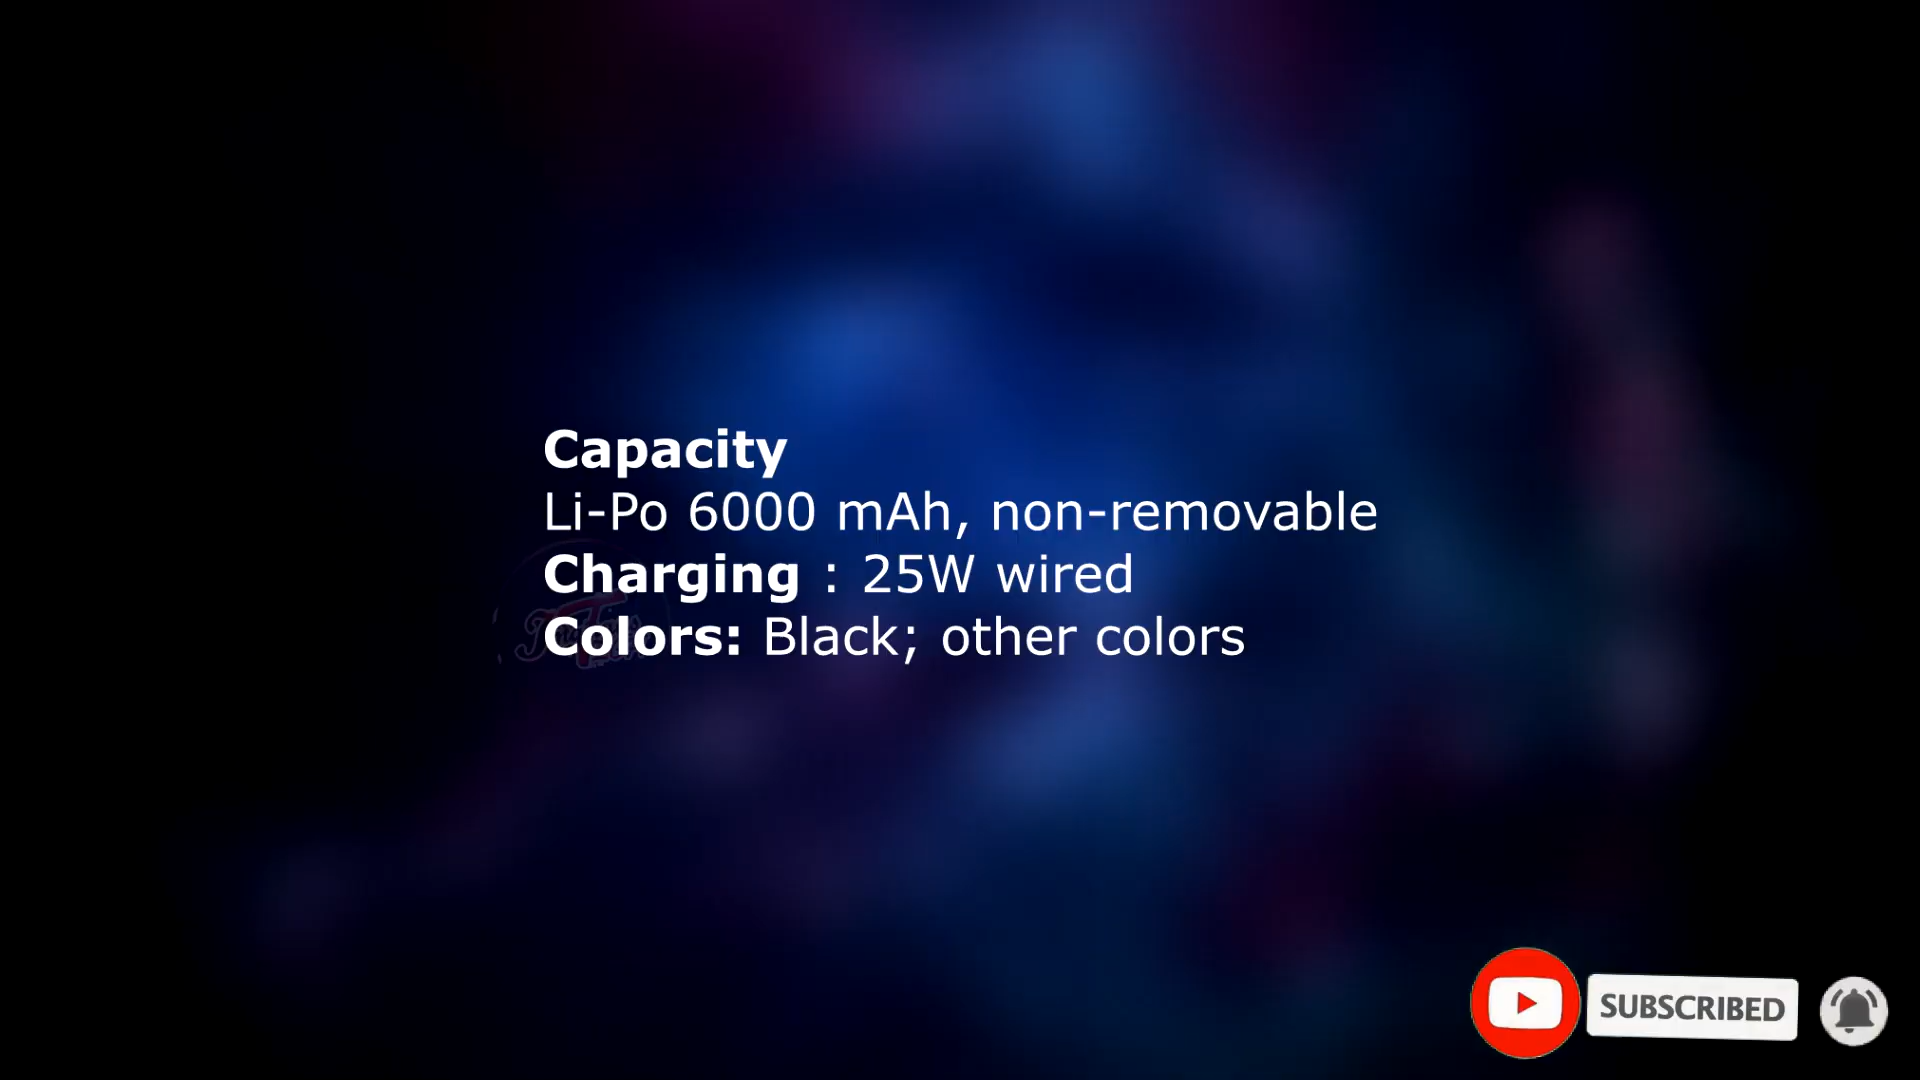 Capacity
Li-Po 6000 mAh, non-removable
Charging : 25W wired
Colors: Black; other colors
SUBSCRIBED